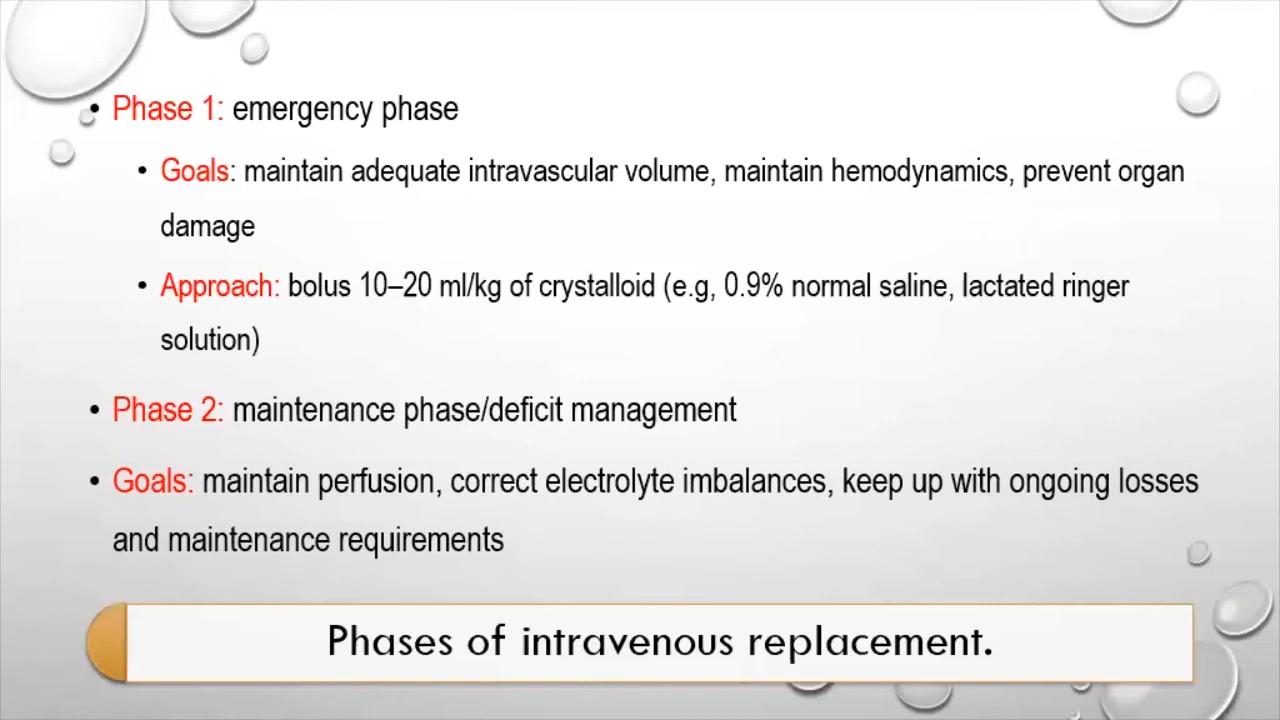 • Phase 1: emergency phase
• Goals: maintain adequate intravascular volume, maintain hemodynamics, prevent organ
damage
• Approach: bolus 10–20 ml/kg of crystalloid (e.g, 0.9% normal saline, lactated ringer
solution)
• Phase 2: maintenance phase/deficit management
• Goals: maintain perfusion, correct electrolyte imbalances, keep up with ongoing losses
and maintenance requirements
Phases of intravenous replacement.